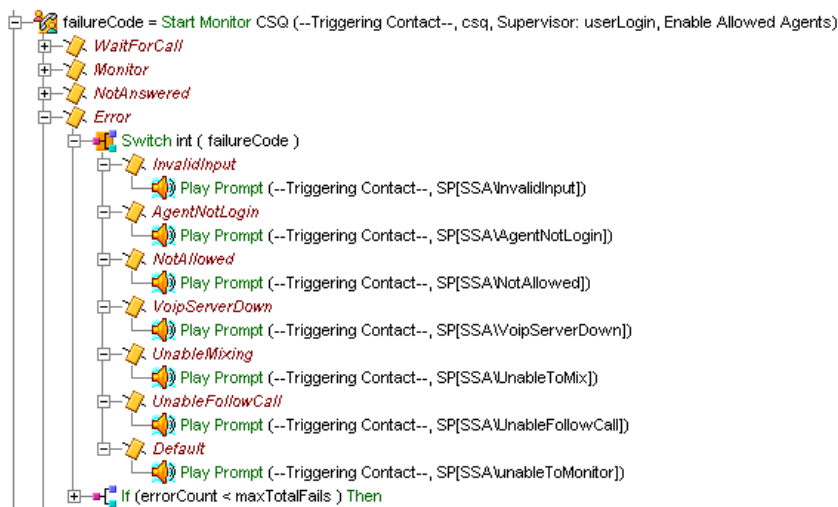 failureCode = Start Monitor CSQ (--Triggering Contact--, csq, Supervisor: userLogin, Enable Allowed Agents)
WaitForCall
Monitor
NotAnswered
Error
Switch int ( failureCode )
InvalidInput
Play Prompt (--Triggering Contact--, SP[SSA\InvalidInput])
AgentNotLogin
Play Prompt (--Triggering Contact--, SP[SSA\AgentNotLogin])
NotAllowed
Play Prompt (--Triggering Contact--, SP[SSA\NotAllowed])
VoipServerDown
Play Prompt (--Triggering Contact--, SP[SSA\VoipServerDown])
UnableMixing
Play Prompt (--Triggering Contact--, SP[SSA\UnableToMix])
UnableFollowCall
Play Prompt (--Triggering Contact--, SP[SSA\UnableFollowCall])
Default
Play Prompt (--Triggering Contact--, SP[SSA\unableToMonitor])
If (errorCount < maxTotalFails ) Then